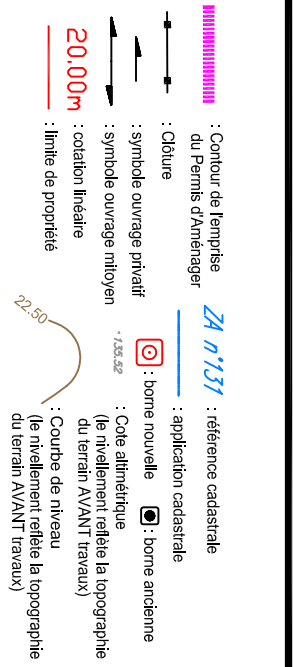 : Contour de l'emprise
du Permis d'Aménager
: Clôture
: symbole ouvrage privatif
: symbole ouvrage mitoyen
20.00m : cotation linéaire
: limite de propriété
ZA n°131 : référence cadastrale
: application cadastrale
: borne nouvelle
: borne ancienne
135.52 : Cote altimétrique
(le nivellement reflète la topographie
du terrain AVANT travaux)
22.50 : Courbe de niveau
(le nivellement reflète la topographie
du terrain AVANT travaux)